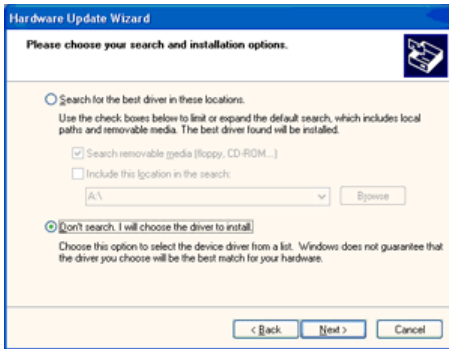 Hardware Update Wizard
Please choose your search and installation options.
Search for the best driver in these locations.
Use the check boxes below to limit or expand the default search, which includes local
paths and removable media. The best driver found will be installed.
Search removable media (floppy, CD-ROM...)
Include this location in the search:
A:\
Browse
Don't search. I will choose the driver to install.
Choose this option to select the device driver from a list. Windows does not guarantee that
the driver you choose will be the best match for your hardware.
< Back Next > Cancel